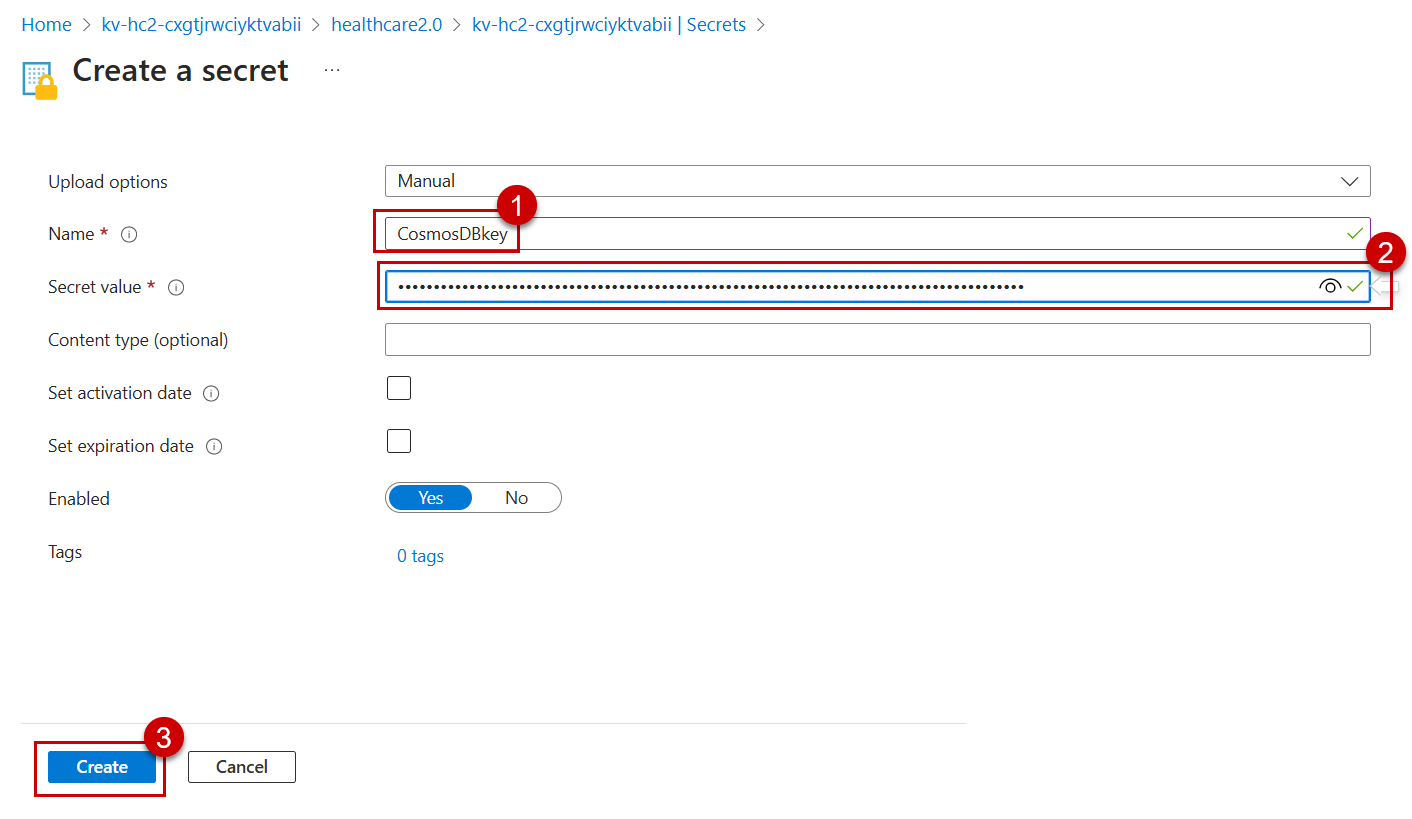 Home > kv-hc2-cxgtjrwciyktvabii > healthcare2.0 > kv-hc2-cxgtjrwciyktvabii | Secrets >
Create a secret ...
Upload options Manual
1
Name * CosmosDBkey
2
Secret value * ••••••••••••••••••••••••••••••••••••••••••••••••••••••••••••••••••••••••••••••••••••••••
Content type (optional)
Set activation date
Set expiration date
Enabled Yes No
Tags 0 tags
3
Create Cancel